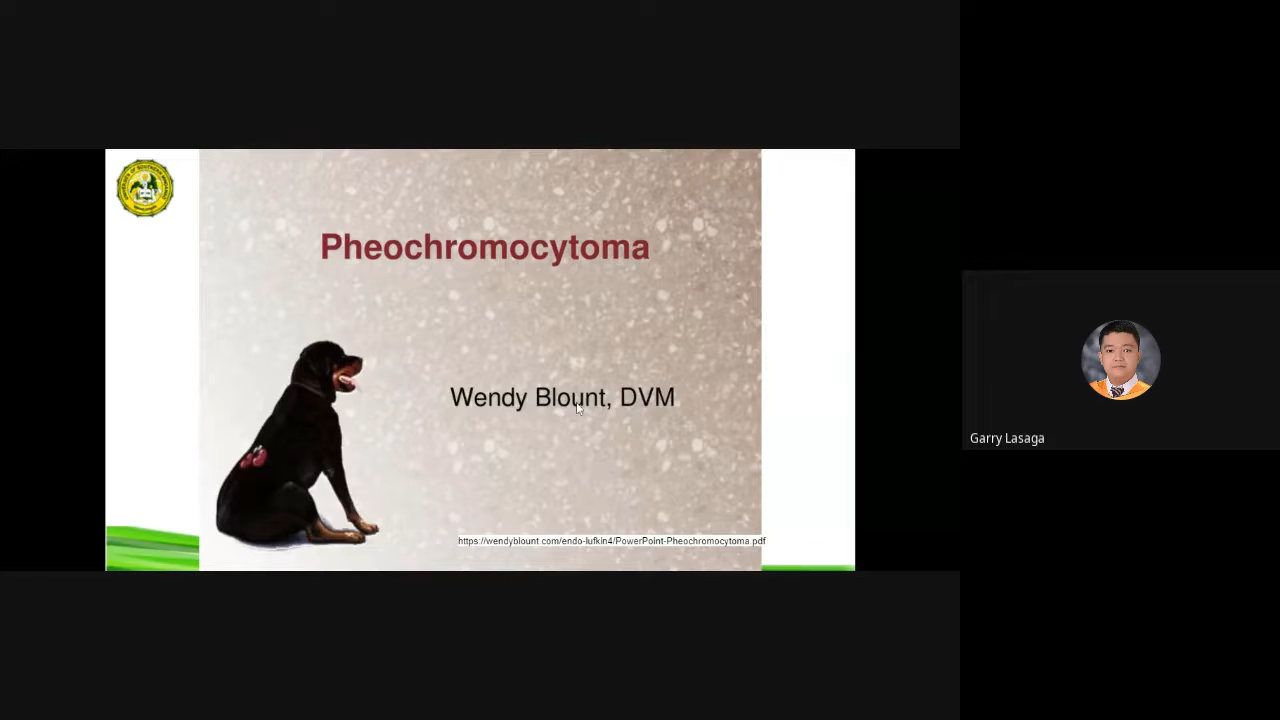 Pheochromocytoma
Wendy Blount, DVM
https://wendyblount.com/endo-lufkin4/PowerPoint-Pheochromocytoma.pdf
Garry Lasaga